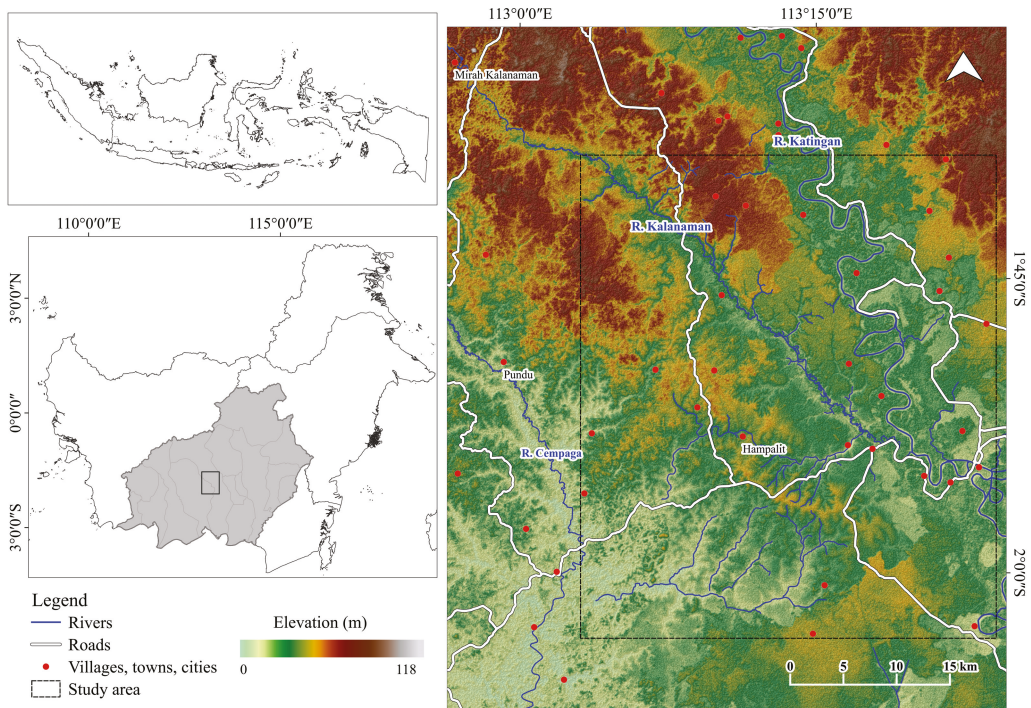 113°0′0″E
113°15′0″E
Mirah Kalanaman
R. Katingan
R. Kalanaman
110°0′0″E
115°0′0″E
3°0′0″N
0°0′0″
3°0′0″S
1°45′0″S
Pundu
R. Cempaga
Hampalit
2°0′0″S
Legend
Rivers
Roads
Villages, towns, cities
Study area
Elevation (m)
0
118
0 5 10 15 km